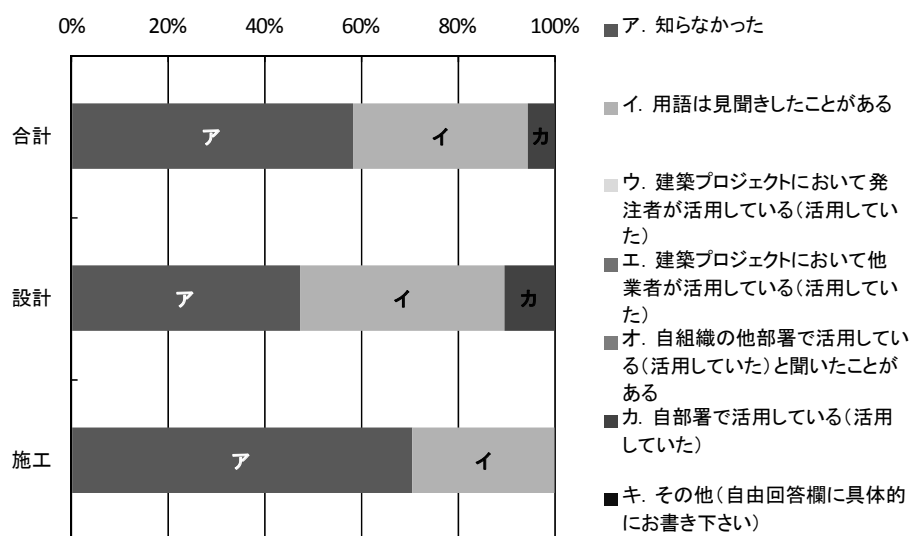 0% 20% 40% 60% 80% 100%
合計
ア
イ
カ
設計
ア
イ
カ
施工
ア
イ
ア. 知らなかった
イ. 用語は見聞きしたことがある
ウ. 建築プロジェクトにおいて発
注者が活用している(活用してい
た)
エ. 建築プロジェクトにおいて他
業者が活用している(活用してい
た)
オ. 自組織の他部署で活用してい
る(活用していた)と聞いたことが
ある
カ. 自部署で活用している(活用
していた)
キ. その他(自由回答欄に具体的
にお書き下さい)